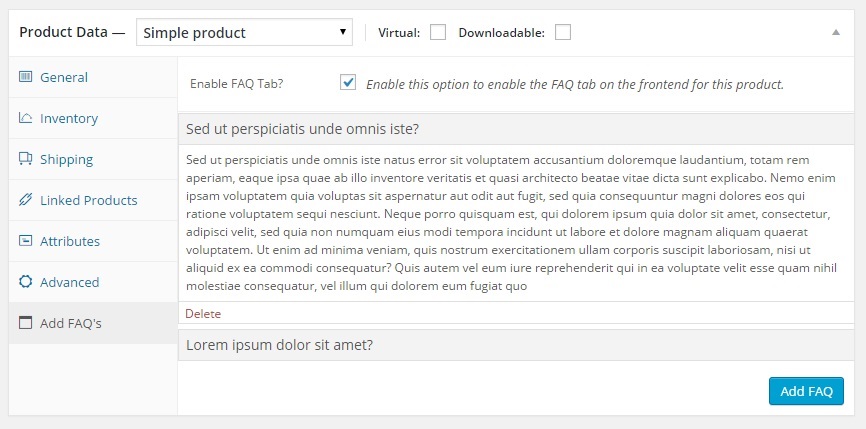 Product Data — Simple product Virtual: Downloadable:
General
Inventory
Shipping
Linked Products
Attributes
Advanced
Add FAQ's
Enable FAQ Tab? Enable this option to enable the FAQ tab on the frontend for this product.
Sed ut perspiciatis unde omnis iste?
Sed ut perspiciatis unde omnis iste natus error sit voluptatem accusantium doloremque laudantium, totam rem
aperiam, eaque ipsa quae ab illo inventore veritatis et quasi architecto beatae vitae dicta sunt explicabo. Nemo enim
ipsam voluptatem quia voluptas sit aspernatur aut odit aut fugit, sed quia consequuntur magni dolores eos qui
ratione voluptatem sequi nesciunt. Neque porro quisquam est, qui dolorem ipsum quia dolor sit amet, consectetur,
adipisci velit, sed quia non numquam eius modi tempora incidunt ut labore et dolore magnam aliquam quaerat
voluptatem. Ut enim ad minima veniam, quis nostrum exercitationem ullam corporis suscipit laboriosam, nisi ut
aliquid ex ea commodi consequatur? Quis autem vel eum iure reprehenderit qui in ea voluptate velit esse quam nihil
molestiae consequatur, vel illum qui dolorem eum fugiat quo
Delete
Lorem ipsum dolor sit amet?
Add FAQ